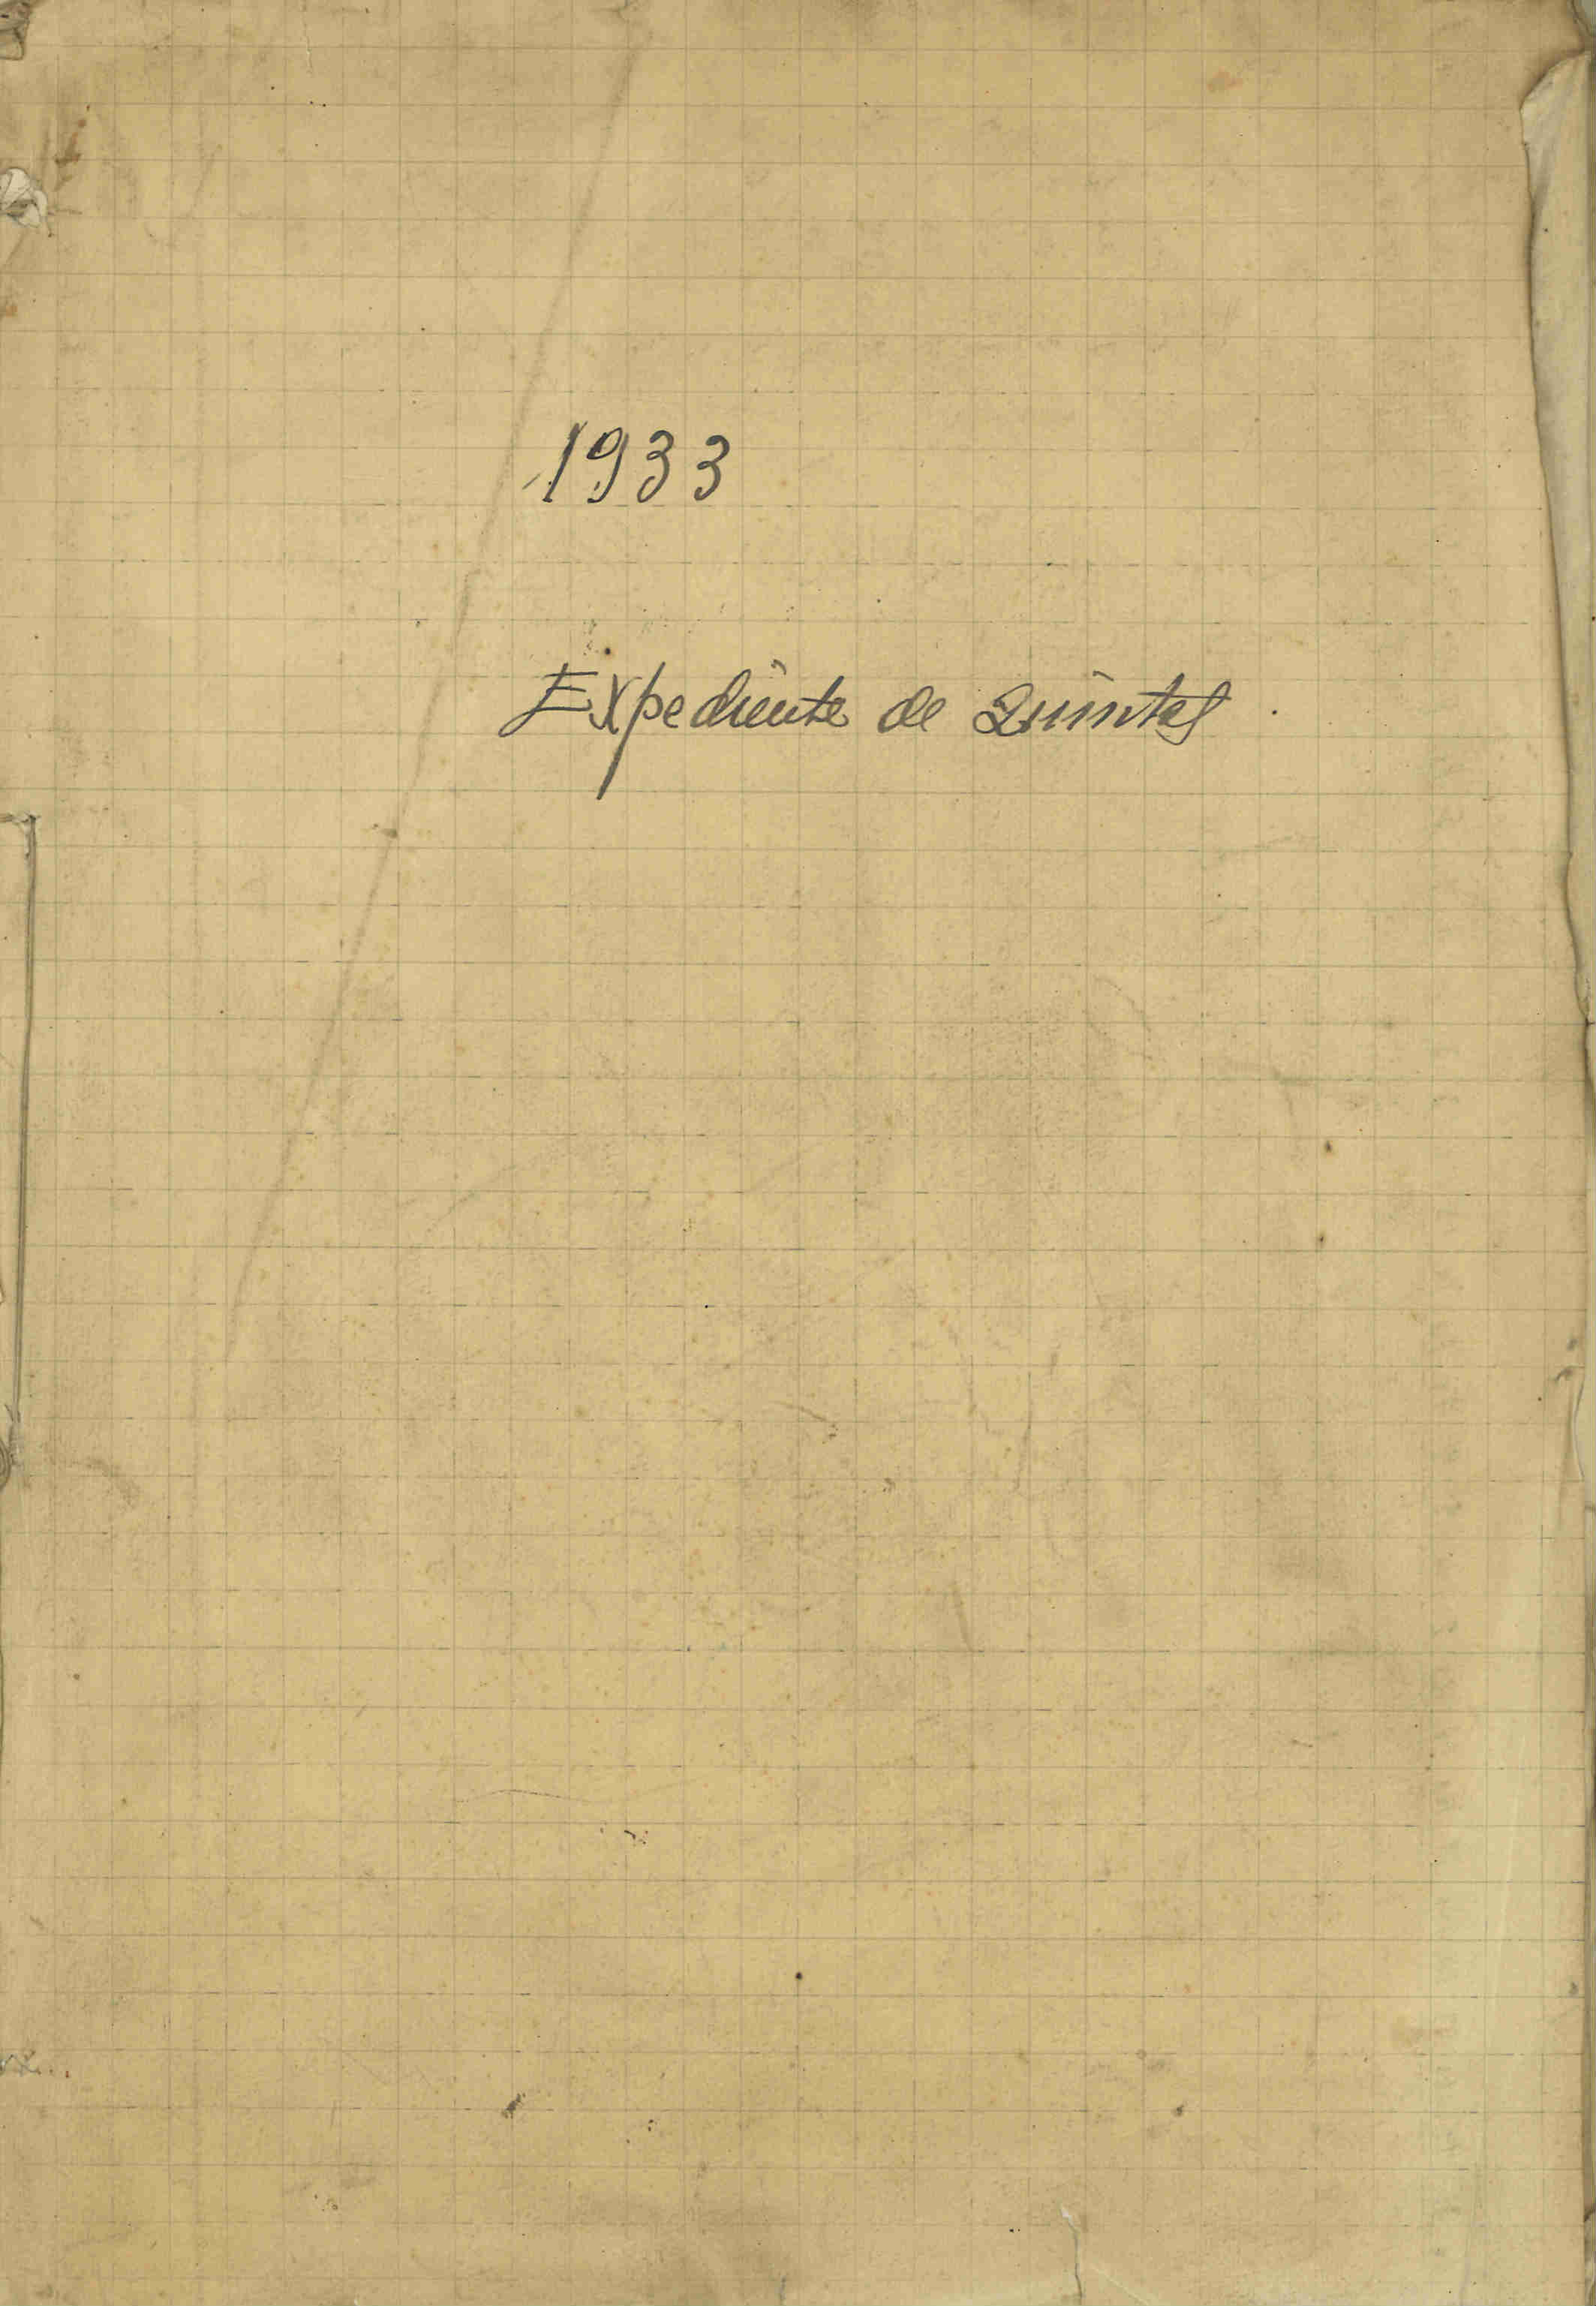 1933
Expediente de Quintas